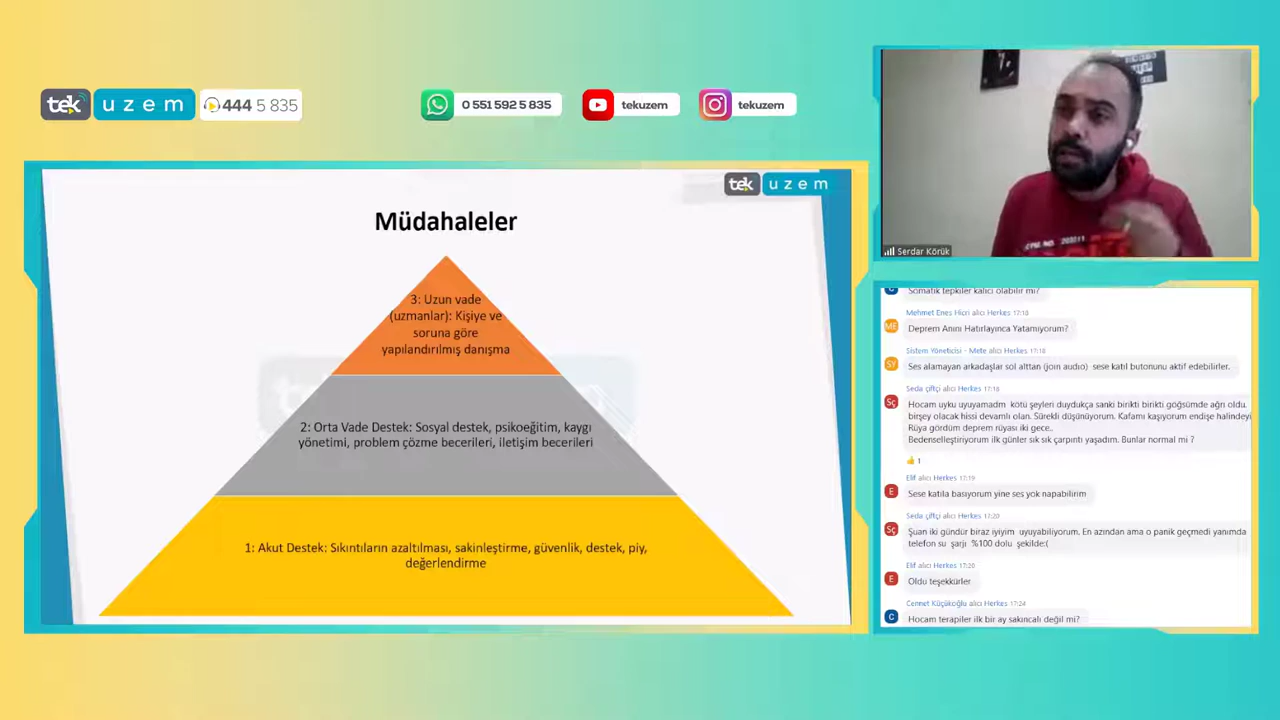 tek uzem 444 5 835
0 551 592 5 835
tekuzem
tekuzem
tek uzem
Müdahaleler
3: Uzun vade
(uzmanlar): Kişiye ve
soruna göre
yapılandırılmış danışma
2: Orta Vade Destek: Sosyal destek, psikoeğitim, kaygı
yönetimi, problem çözme becerileri, iletişim becerileri
1: Akut Destek: Sıkıntıların azaltılması, sakinleştirme, güvenlik, destek, piy,
değerlendirme
Serdar Körük
Somatik tepkiler kalıcı olabilir mi?
Mehmet Enes Hicri alıcı Herkes 17:18
ME
Deprem Anını Hatırlayınca Yatamıyorum?
Sistem Yöneticisi - Mete alıcı Herkes 17:18
SY
Ses alamayan arkadaşlar sol alttan (join audio) sese katıl butonunu aktif edebilirler.
Seda çiftçi alıcı Herkes 17:18
Sç
Hocam uyku uyuyamadım kötü şeyleri duydukça sanki birikti birikti göğsümde ağrı oldu.
birşey olacak hissi devamlı olan. Sürekli düşünüyorum. Kafamı kaşıyorum endişe halindeyi
Rüya gördüm deprem rüyası iki gece..
Bedenselleştiriyorum ilk günler sık sık çarpıntı yaşadım. Bunlar normal mi ?
1
Elif alıcı Herkes 17:19
E
Sese katıla basıyorum yine ses yok napabilirim
Seda çiftçi alıcı Herkes 17:20
Sç
Şuan iki gündür biraz iyiyim uyuyabiliyorum. En azından ama o panik geçmedi yanımda
telefon su şarjı %100 dolu şekilde:(
Elif alıcı Herkes 17:20
E
Oldu teşekkürler
Cennet Küçükoğlu alıcı Herkes 17:24
C
Hocam terapiler ilk bir ay sakıncalı değil mi?